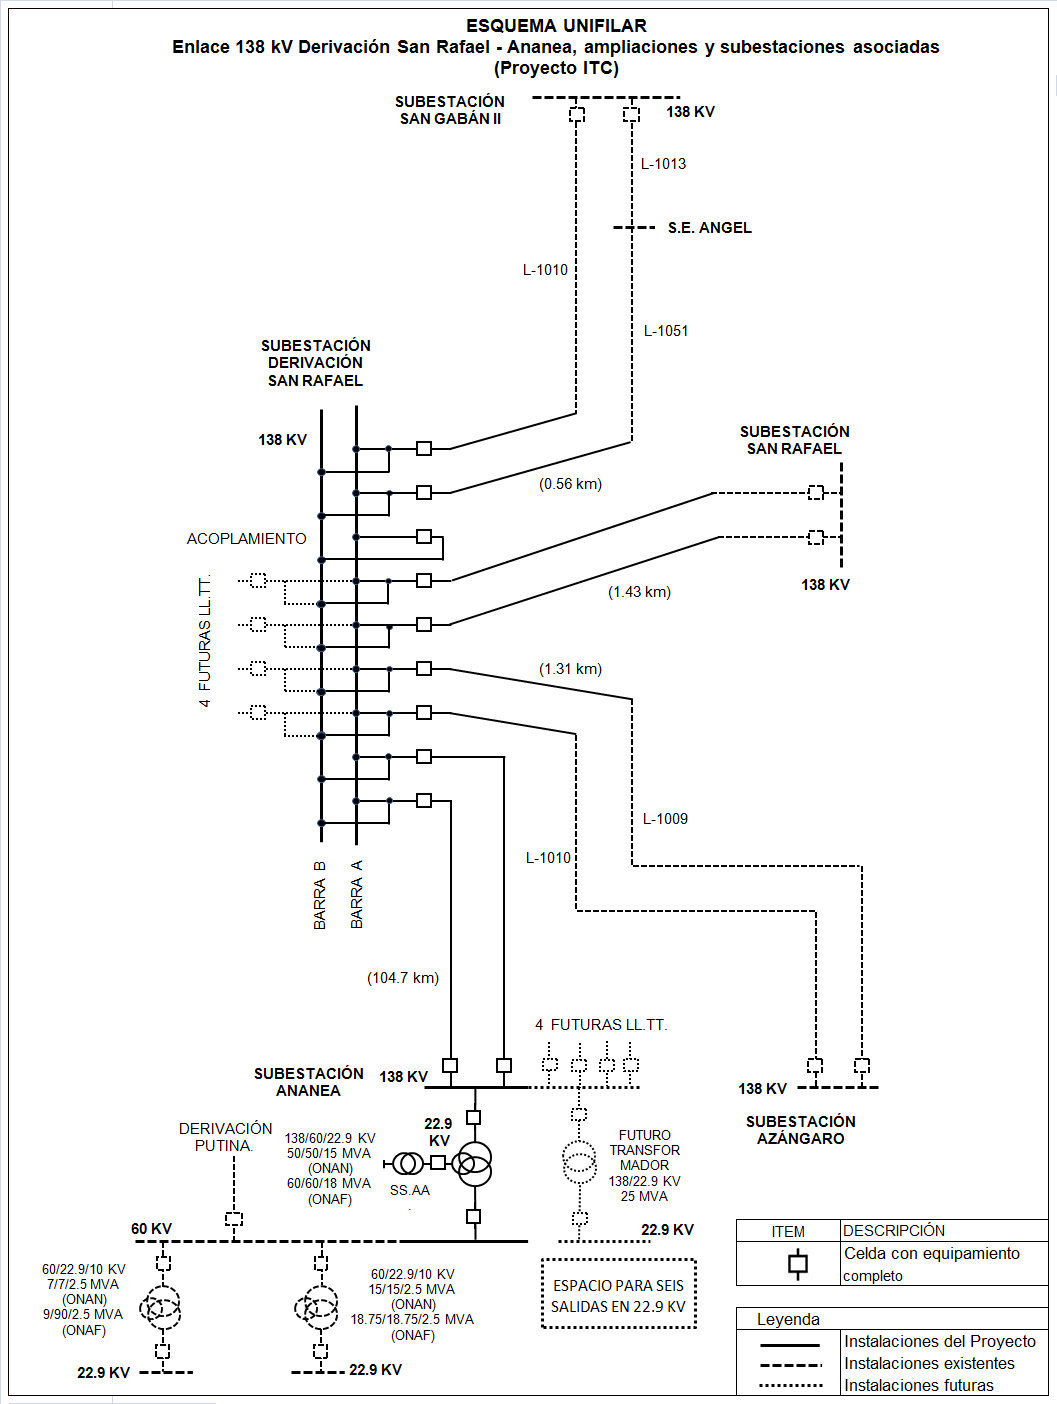 ESQUEMA UNIFILAR
Enlace 138 kV Derivación San Rafael - Ananea, ampliaciones y subestaciones asociadas
(Proyecto ITC)
SUBESTACIÓN
SAN GABÁN II
138 KV
L-1013
S.E. ANGEL
L-1010
L-1051
SUBESTACIÓN
DERIVACIÓN
SAN RAFAEL
138 KV
SUBESTACIÓN
SAN RAFAEL
(0.56 km)
ACOPLAMIENTO
138 KV
(1.43 km)
4 FUTURAS LL.TT.
(1.31 km)
L-1009
L-1010
BARRA B
BARRA A
(104.7 km)
4 FUTURAS LL.TT.
SUBESTACIÓN
ANANEA
138 KV
138 KV
SUBESTACIÓN
AZÁNGARO
DERIVACIÓN
PUTINA.
138/60/22.9 KV
50/50/15 MVA
(ONAN)
60/60/18 MVA
(ONAF)
22.9
KV
SS.AA
.
FUTURO
TRANSFOR
MADOR
138/22.9 KV
25 MVA
60 KV
22.9 KV
60/22.9/10 KV
7/7/2.5 MVA
(ONAN)
9/90/2.5 MVA
(ONAF)
60/22.9/10 KV
15/15/2.5 MVA
(ONAN)
18.75/18.75/2.5 MVA
(ONAF)
ESPACIO PARA SEIS
SALIDAS EN 22.9 KV
22.9 KV
22.9 KV
ITEM
DESCRIPCIÓN
Celda con equipamiento
completo
Leyenda
Instalaciones del Proyecto
Instalaciones existentes
Instalaciones futuras